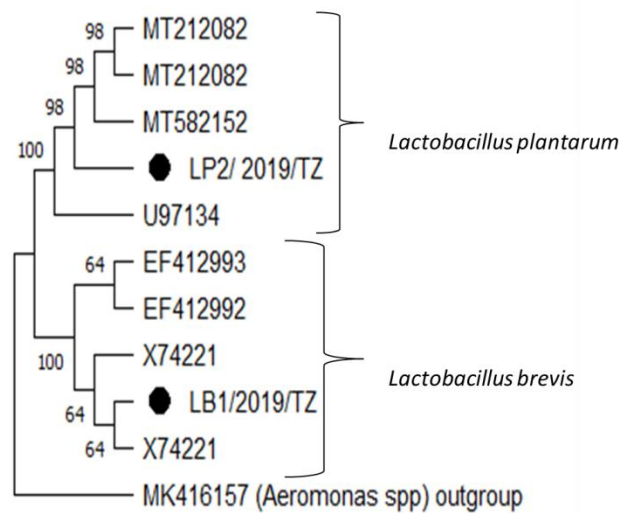 98
MT212082
98
MT212082
98
MT582152
100
LP2/ 2019/TZ
Lactobacillus plantarum
U97134
64
EF412993
EF412992
100
X74221
Lactobacillus brevis
64
LB1/2019/TZ
64
X74221
MK416157 (Aeromonas spp) outgroup